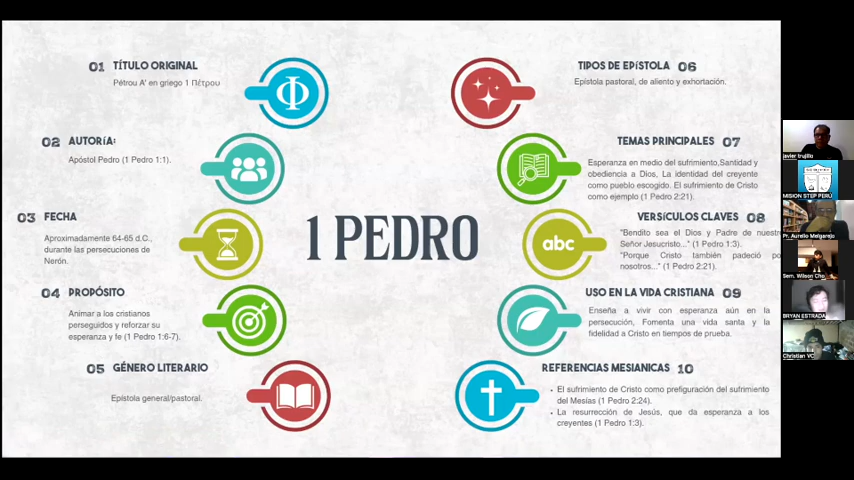 01 TÍTULO ORIGINAL
Pétrou A' en griego 1 Πέτρου
02 AUTORÍA:
Apóstol Pedro (1 Pedro 1:1).
03 FECHA
Aproximadamente 64-65 d.C.,
durante las persecuciones de
Nerón.
04 PROPÓSITO
Animar a los cristianos
perseguidos y reforzar su
esperanza y fe (1 Pedro 1:6-7).
05 GÉNERO LITERARIO
Epístola general/pastoral.
Φ
1 PEDRO
abc
TIPOS DE EPÍSTOLA 06
Epístola pastoral, de aliento y exhortación.
TEMAS PRINCIPALES 07
Esperanza en medio del sufrimiento,Santidad y
obediencia a Dios, La identidad del creyente
como pueblo escogido. El sufrimiento de Cristo
como ejemplo (1 Pedro 2:21).
VERSÍCULOS CLAVES 08
"Bendito sea el Dios y Padre de nuestro
Señor Jesucristo..." (1 Pedro 1:3).
"Porque Cristo también padeció po
nosotros..." (1 Pedro 2:21).
USO EN LA VIDA CRISTIANA 09
Enseña a vivir con esperanza aún en la
persecución, Fomenta una vida santa y la
fidelidad a Cristo en tiempos de prueba.
REFERENCIAS MESIANICAS 10
• El sufrimiento de Cristo como prefiguración del sufrimiento
del Mesías (1 Pedro 2:24).
• La resurrección de Jesús, que da esperanza a los
creyentes (1 Pedro 1:3).
javier trujillo
MISION STEP PERÚ
Pr. Aurelio Melgarejo
Sem. Wilson Cho
BRYAN ESTRADA
Christian VC